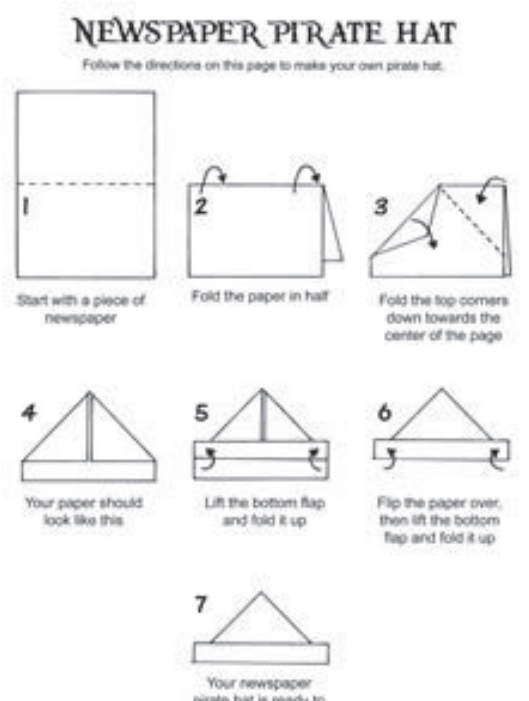 NEWSPAPER PIRATE HAT
Follow the directions on this page to make your own pirate hat.
1
Start with a piece of
newspaper
2
Fold the paper in half
3
Fold the top corners
down towards the
center of the page
4
Your paper should
look like this
5
Lift the bottom flap
and fold it up
6
Flip the paper over,
then lift the bottom
flap and fold it up
7
Your newspaper
pirate hat is ready to